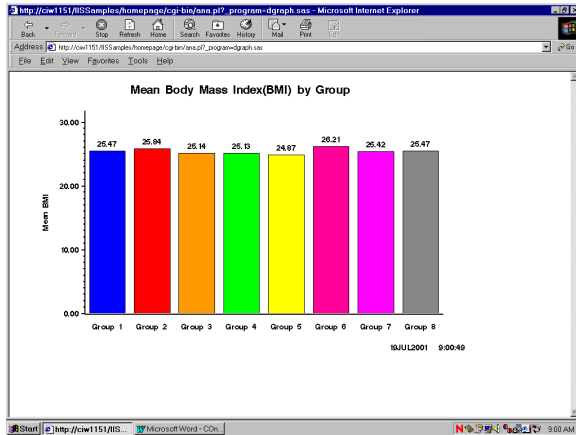 http://ciw1151/IISSamples/homepage/cgi-bin/ana.pl?_program=dgraph.sas - Microsoft Internet Explorer
Back Forward Stop Refresh Home Search Favorites History Mail Print Edit
Address http://ciw1151/IISSamples/homepage/cgi-bin/ana.pl?_program=dgraph.sas Go
File Edit View Favorites Tools Help
Mean Body Mass Index(BMI) by Group
30.00
25.47 25.84 25.14 25.13 24.87 26.21 25.42 25.47
20.00
Mean BMI
10.00
0.00
Group 1 Group 2 Group 3 Group 4 Group 5 Group 6 Group 7 Group 8
19JUL2001 9:00:49
Start http://ciw1151/IIS... Microsoft Word - COn... 9:00 AM